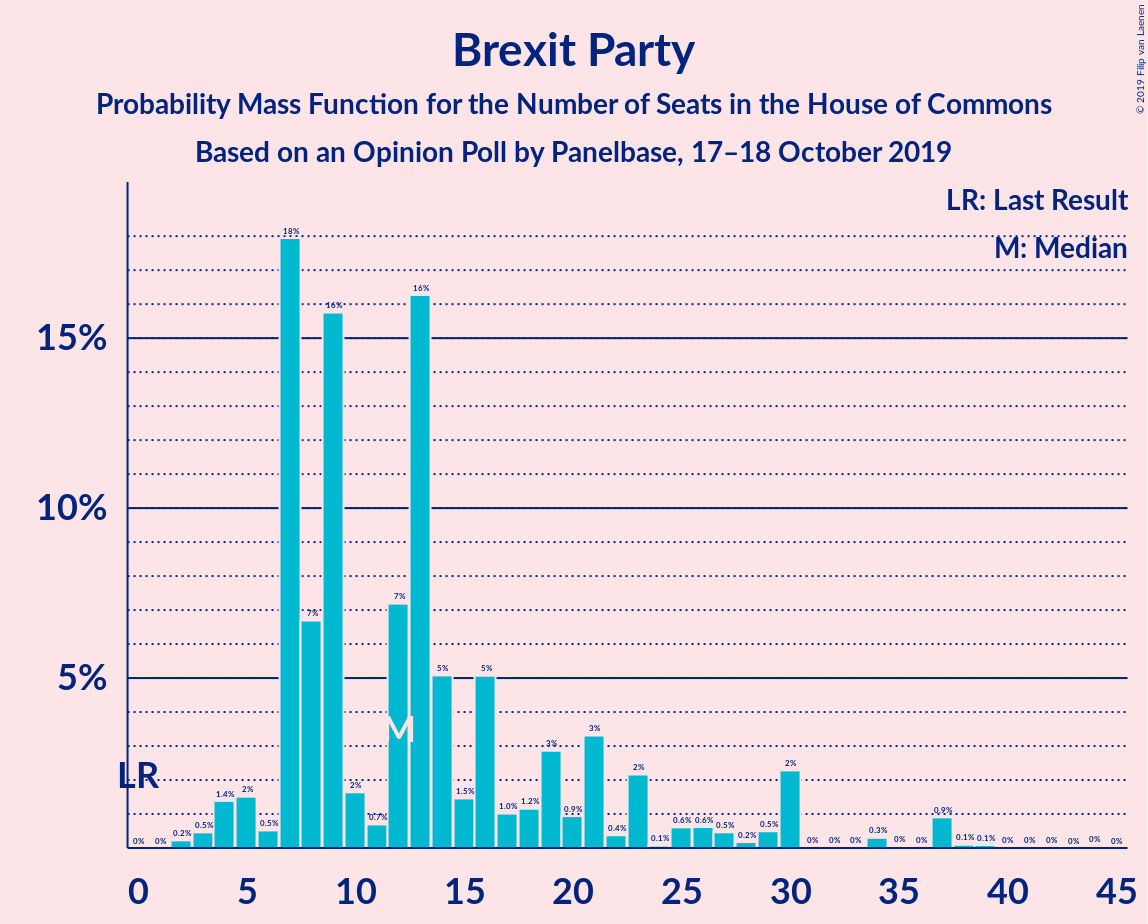 Brexit Party
Probability Mass Function for the Number of Seats in the House of Commons
Based on an Opinion Poll by Panelbase, 17–18 October 2019
© 2019 Filip van Laenen
LR: Last Result
M: Median
15%
10%
5%
LR
M
0% 0% 0.2% 0.5% 1.4% 2% 0.5% 18% 7% 16% 2% 0.7% 7% 16% 5% 1.5% 5% 1.0% 1.2% 3% 0.9% 3% 0.4% 2% 0.1% 0.6% 0.6% 0.5% 0.2% 0.5% 2% 0% 0% 0% 0.3% 0% 0% 0.9% 0.1% 0.1% 0% 0% 0% 0% 0% 0%
0 5 10 15 20 25 30 35 40 45